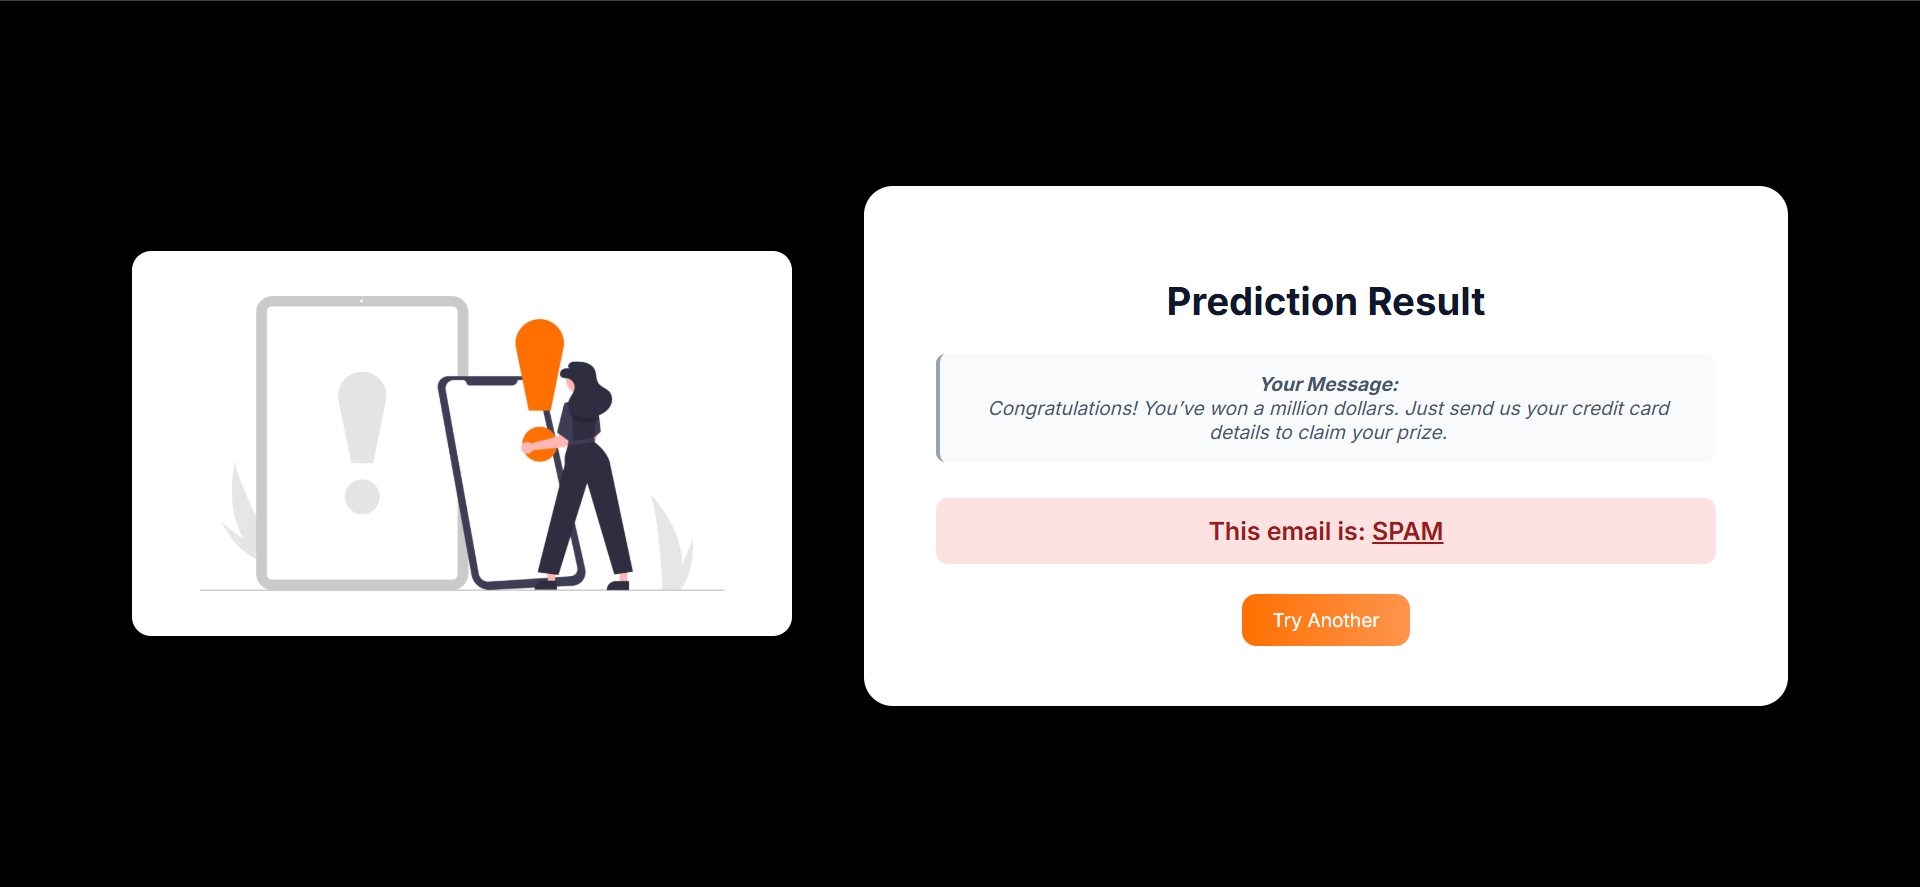 Prediction Result
Your Message:
Congratulations! You’ve won a million dollars. Just send us your credit card
details to claim your prize.
This email is: SPAM
Try Another